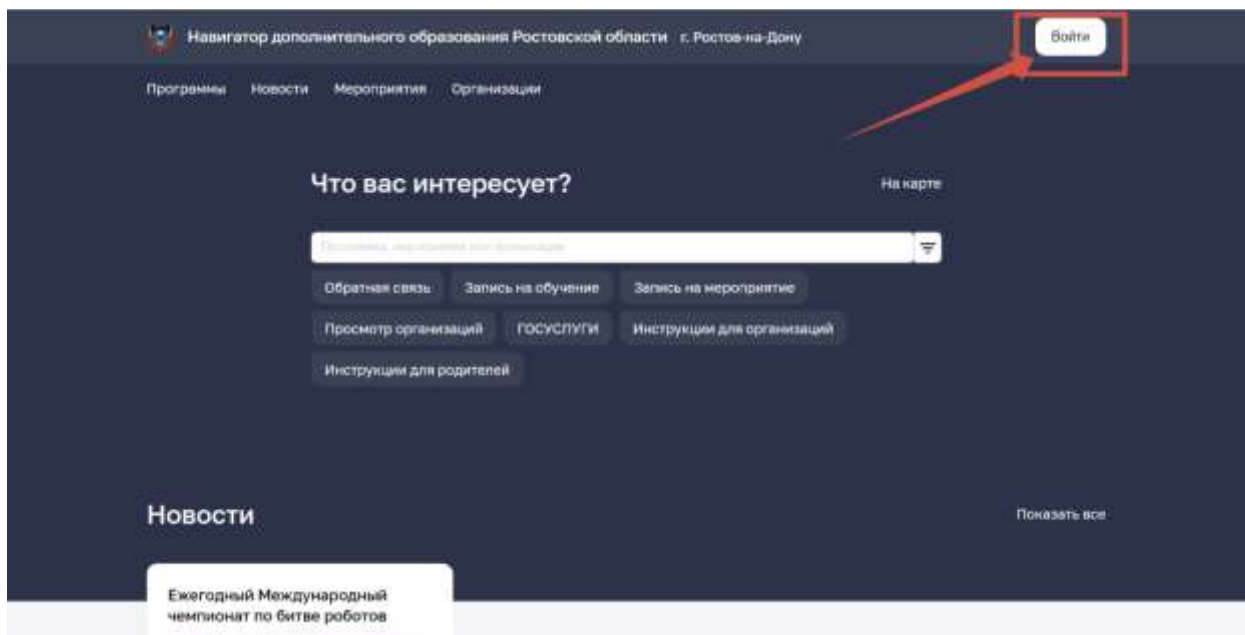 Навигатор дополнительного образования Ростовской области г. Ростов-на-Дону Войти
Программы Новости Мероприятия Организации
Что вас интересует? На карте
Обратная связь Запись на обучение Запись на мероприятие
Просмотр организаций ГОСУСЛУГИ Инструкции для организаций
Инструкции для родителей
Новости Показать все
Ежегодный Международный
чемпионат по битве роботов